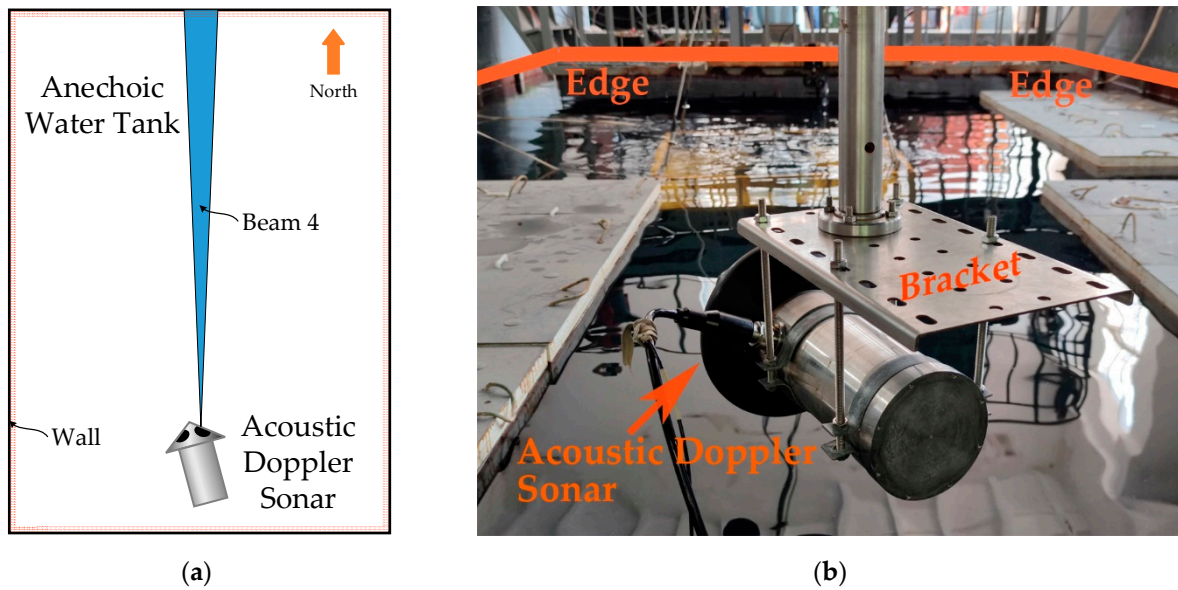 Anechoic
Water Tank
North
Beam 4
Wall
Acoustic
Doppler
Sonar
(a)
Edge
Edge
Bracket
Acoustic Doppler
Sonar
(b)